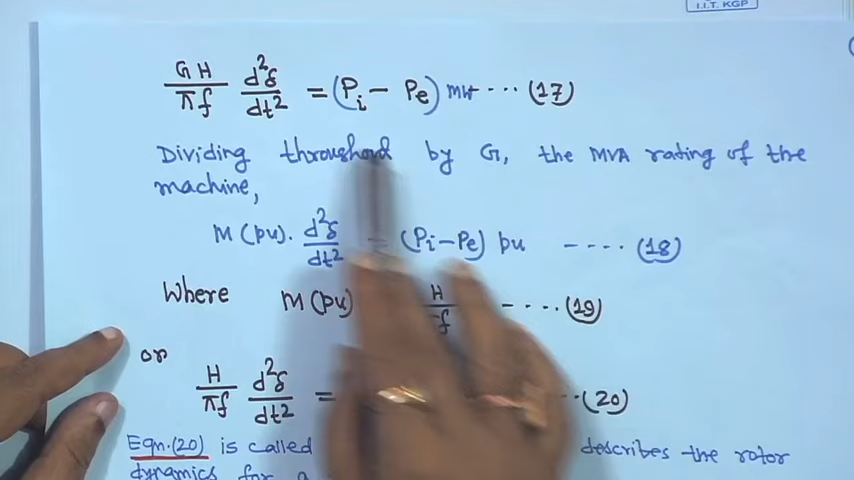 I.I.T. KGP
GH/πf d²δ/dt² = (Pi − Pe) MW ---- (17)
Dividing throughout by G, the MVA rating of the
machine,
M(pu). d²δ/dt² = (Pi−Pe) pu ---- (18)
Where M(pu) H/πf ---- (19)
or
H/πf d²δ/dt² = (20)
Eqn.(20) is called describes the rotor
dynamics for a